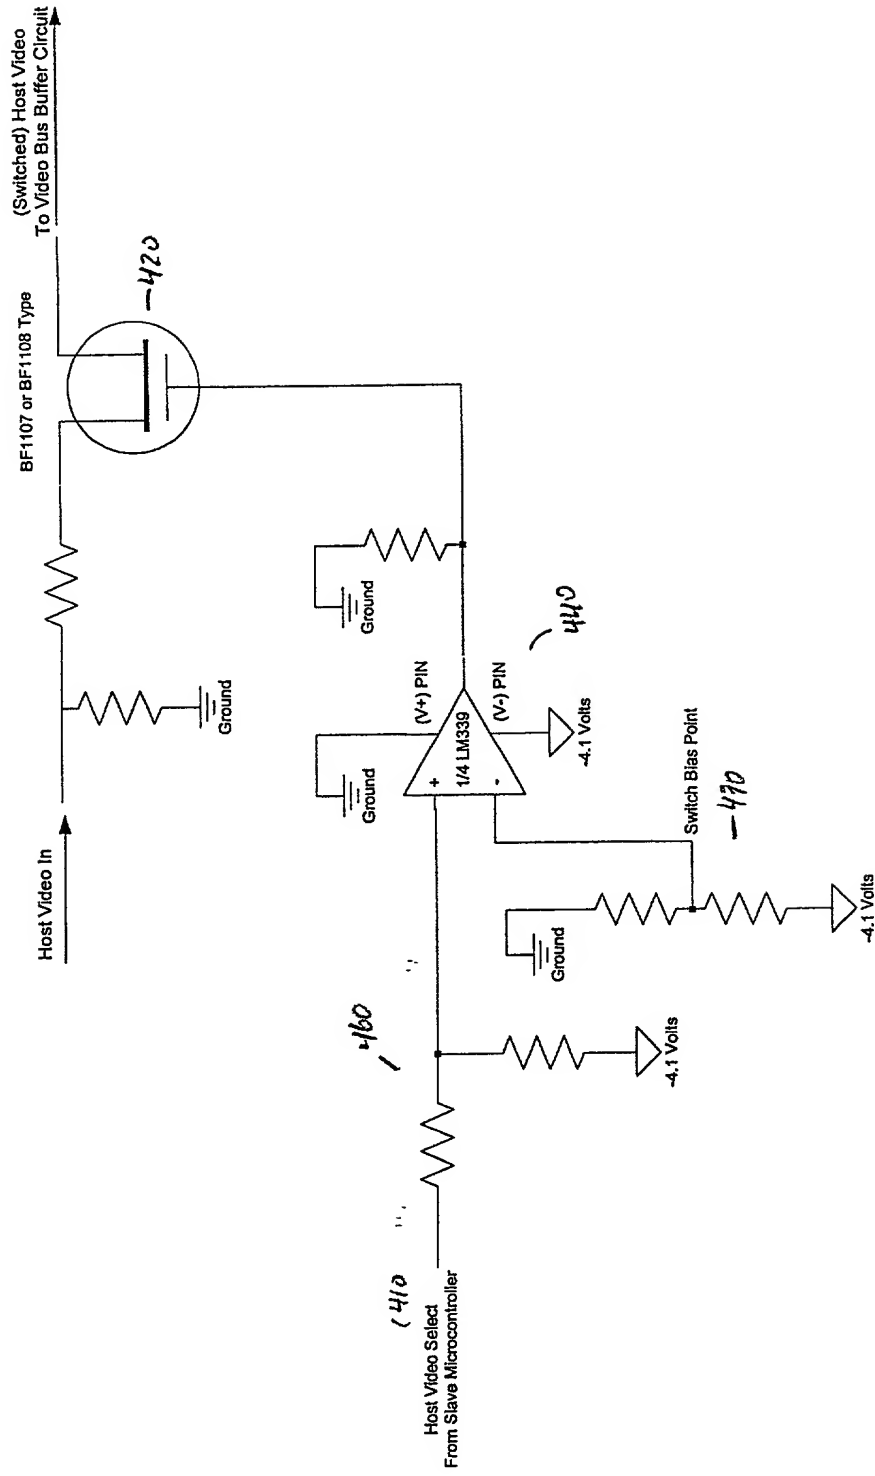 (Switched) Host Video
To Video Bus Buffer Circuit
BF1107 or BF1108 Type
Host Video In
420
Ground
Ground
Ground
460
(V+) PIN
410
Host Video Select
From Slave Microcontroller
+
1/4 LM339
-
(V-) PIN
440
Ground
-4.1 Volts
-4.1 Volts
Switch Bias Point
470
-4.1 Volts